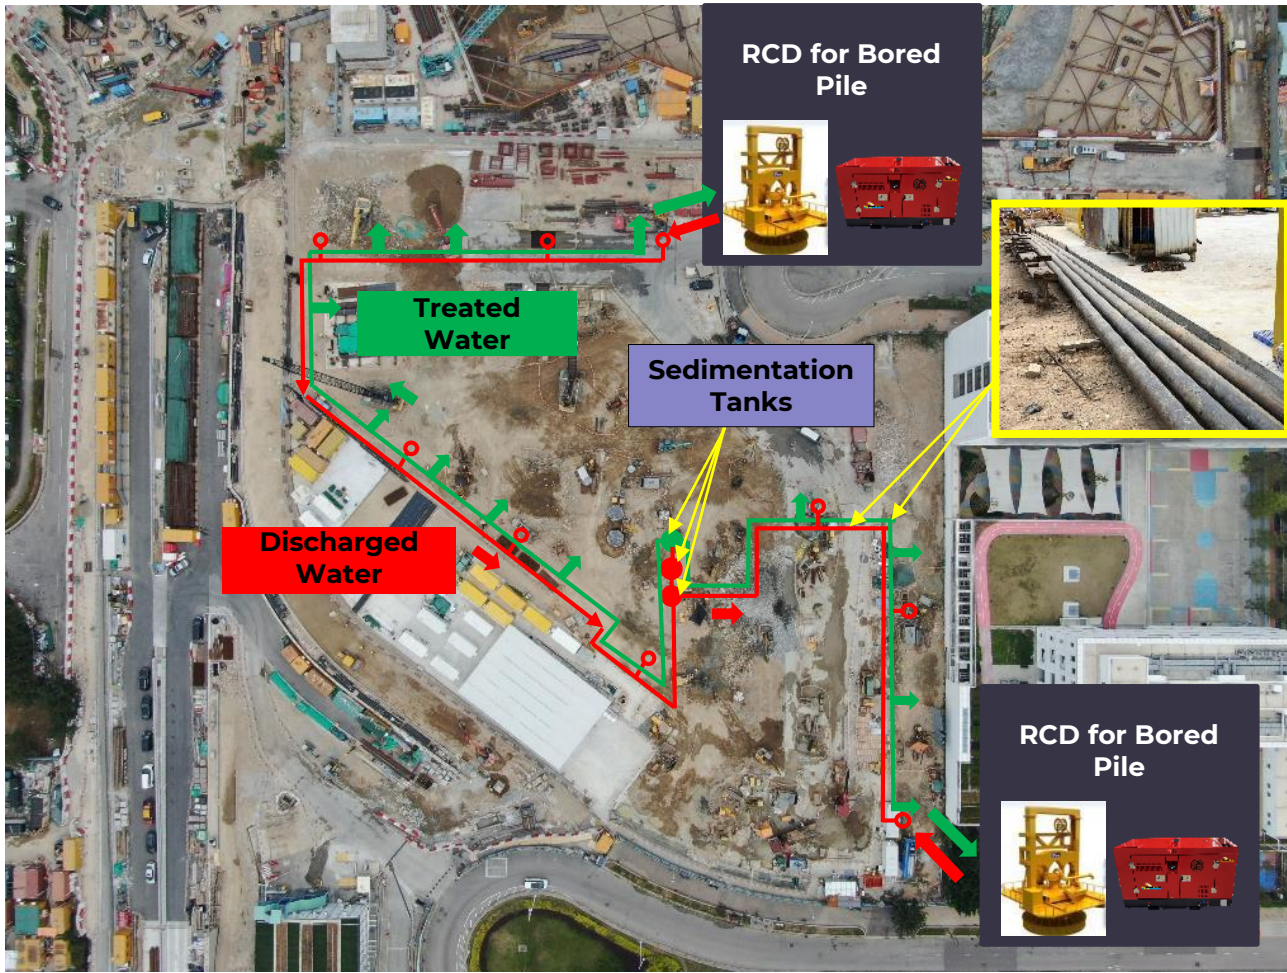 RCD for Bored
Pile
Treated
Water
Sedimentation
Tanks
Discharged
Water
RCD for Bored
Pile